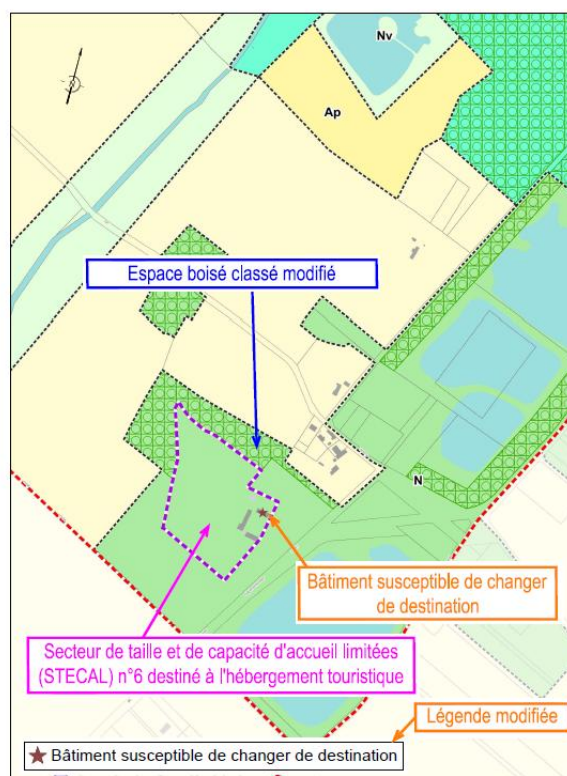 Nv
Ap
Espace boisé classé modifié
N
Bâtiment susceptible de changer
de destination
Secteur de taille et de capacité d'accueil limitées
(STECAL) n°6 destiné à l'hébergement touristique
Légende modifiée
Bâtiment susceptible de changer de destination